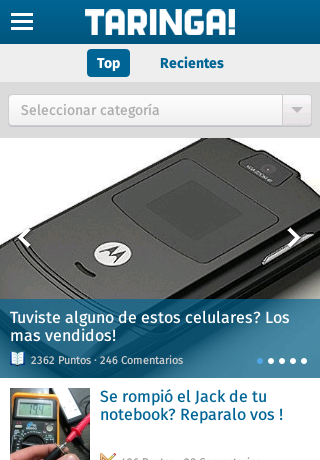 TARINGA!
Top
Recientes
Seleccionar categoría
Tuviste alguno de estos celulares? Los
mas vendidos!
2362 Puntos · 246 Comentarios
Se rompió el Jack de tu
notebook? Reparalo vos !